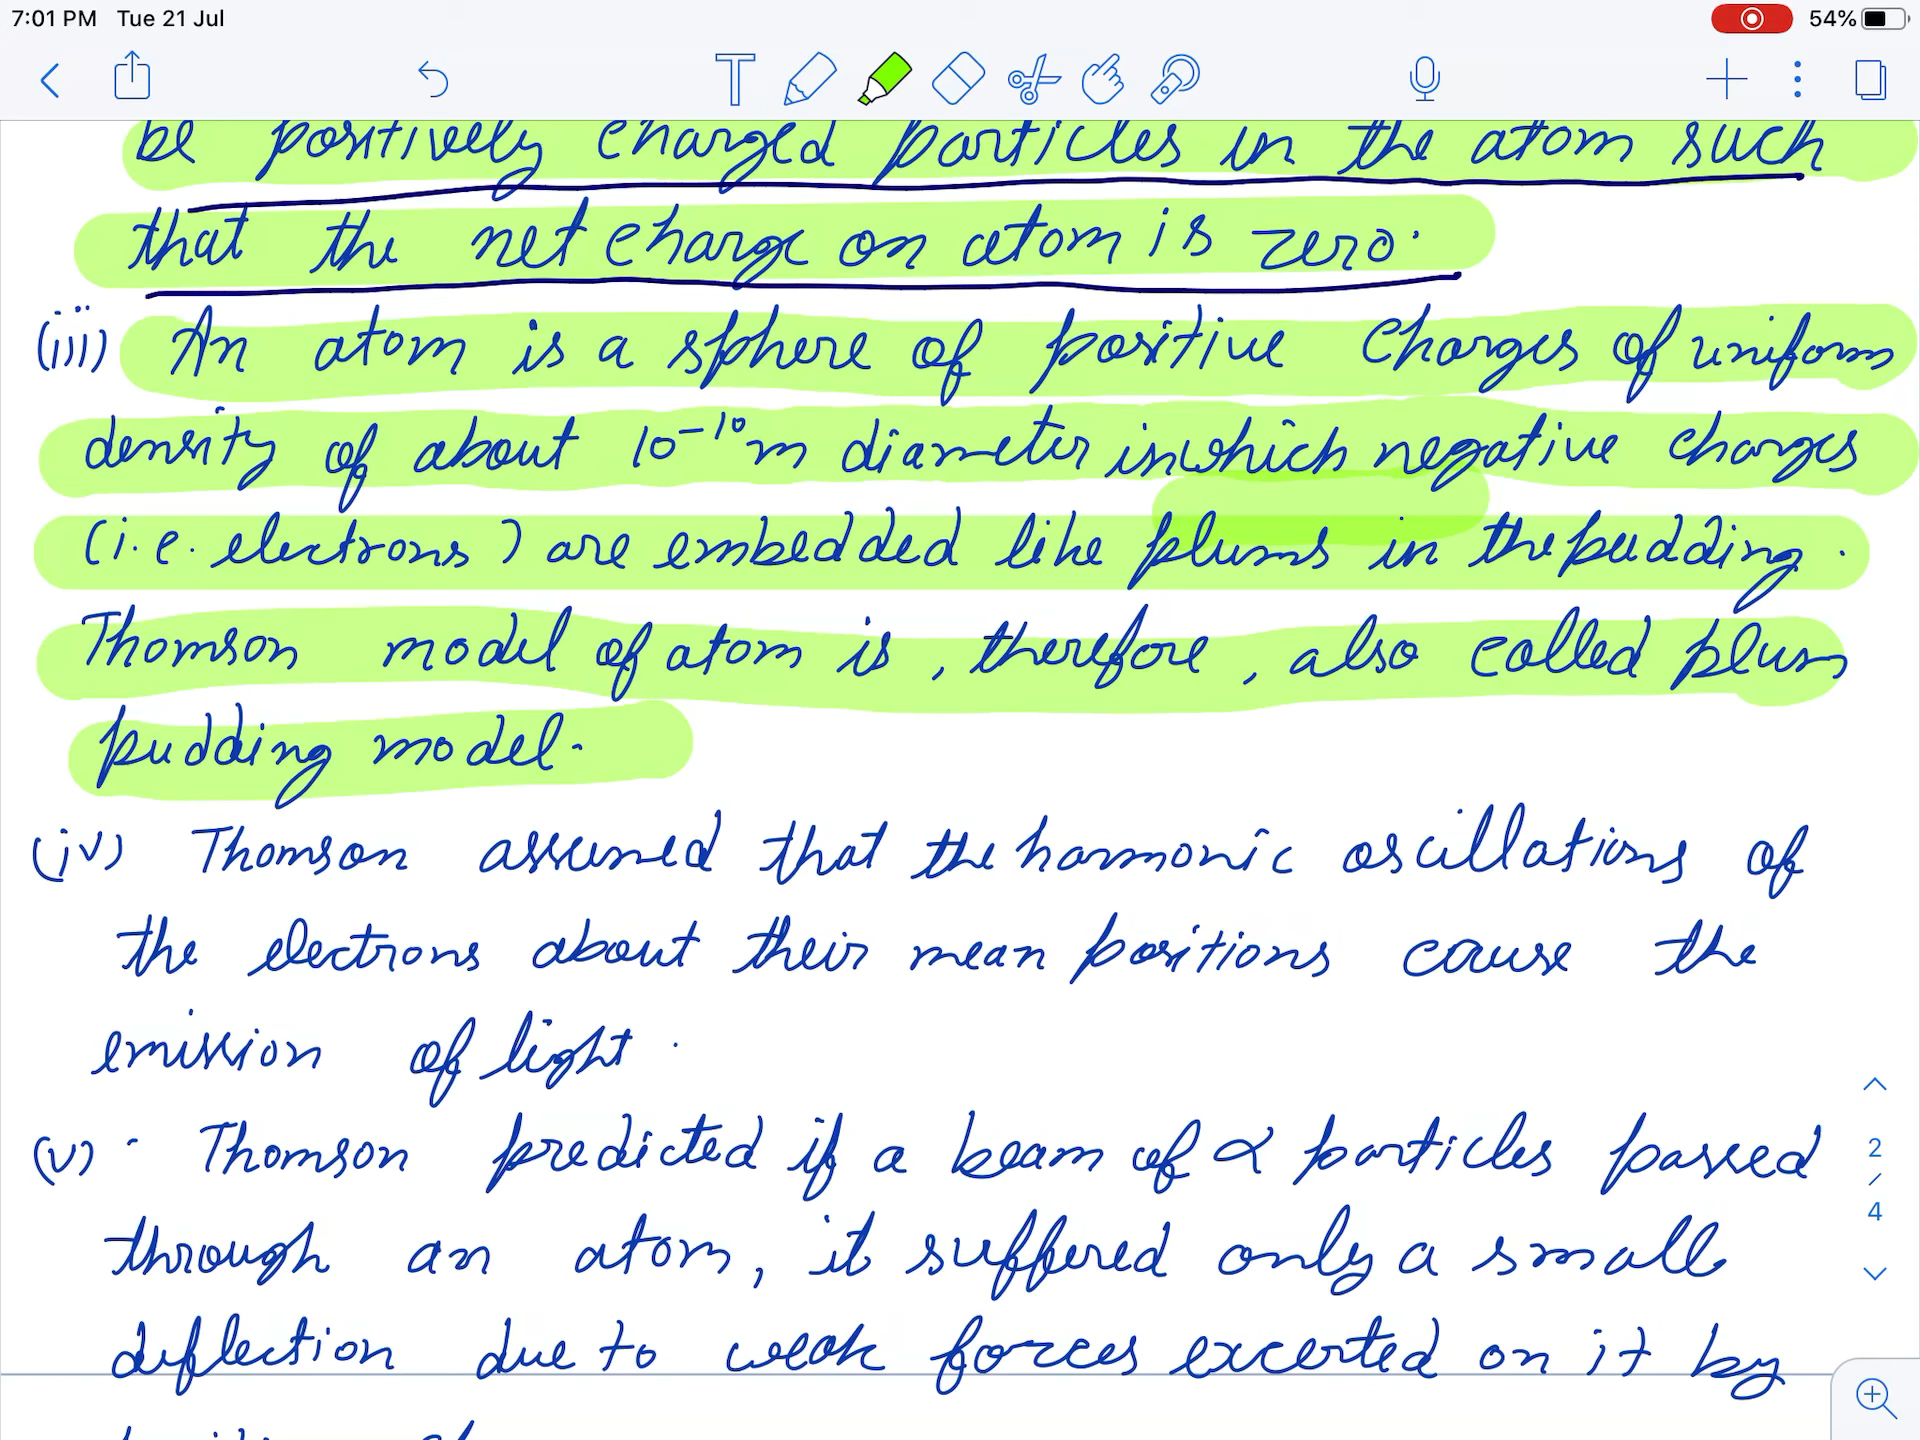 7:01 PM Tue 21 Jul 54%
T
be positively charged particles in the atom such
that the net charge on atom is zero.
(iii) An atom is a sphere of positive charges of uniform
density of about 10⁻¹⁰m diameter in which negative charges
(i.e. electrons) are embedded like plums in the pudding.
Thomson model of atom is, therefore, also called plum
pudding model.
(iv) Thomson assumed that the harmonic oscillations of
the electrons about their mean positions cause the
emission of light.
(v) Thomson predicted if a beam of α particles passed
2
/
4
through an atom, it suffered only a small
deflection due to weak forces excerted on it by